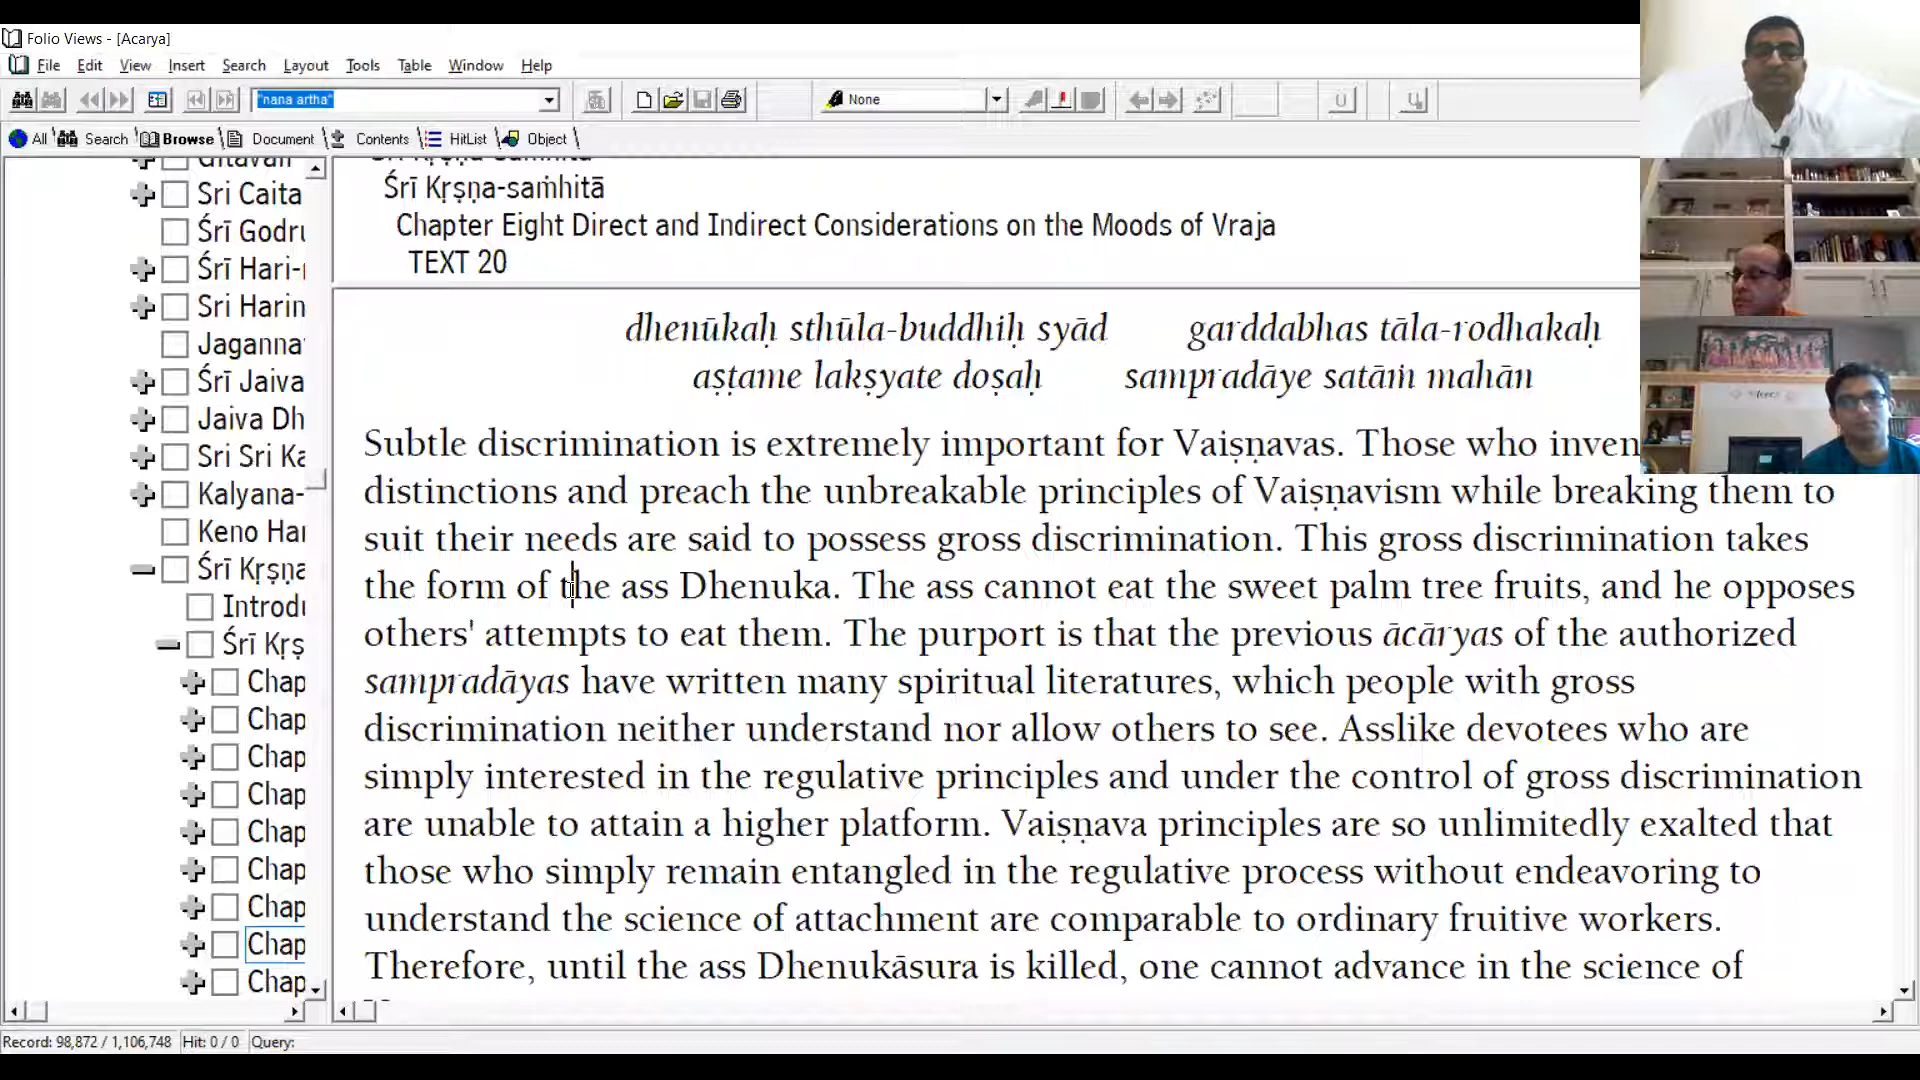 Folio Views - [Acarya]
File Edit View Insert Search Layout Tools Table Window Help
"nana artha" None
All Search Browse Document Contents HitList Object
Gitavali
Sri Caita
Śrī Godru
Śrī Hari-
Sri Harin
Jaganna
Śrī Jaiva
Jaiva Dh
Sri Sri Ka
Kalyana-
Keno Har
Śrī Kṛṣṇa
Introdu
Śrī Kṛṣ
Chap
Chap
Chap
Chap
Chap
Chap
Chap
Chap
Chap
Śrī Kṛṣṇa-saṁhitā
Śrī Kṛṣṇa-saṁhitā
Chapter Eight Direct and Indirect Considerations on the Moods of Vraja
TEXT 20
dhenūkaḥ sthūla-buddhiḥ syād garddabhas tāla-rodhakaḥ
aṣṭame lakṣyate doṣaḥ sampradāye satāṁ mahān
Subtle discrimination is extremely important for Vaiṣṇavas. Those who inven
distinctions and preach the unbreakable principles of Vaiṣṇavism while breaking them to
suit their needs are said to possess gross discrimination. This gross discrimination takes
the form of the ass Dhenuka. The ass cannot eat the sweet palm tree fruits, and he opposes
others' attempts to eat them. The purport is that the previous ācāryas of the authorized
sampradāyas have written many spiritual literatures, which people with gross
discrimination neither understand nor allow others to see. Asslike devotees who are
simply interested in the regulative principles and under the control of gross discrimination
are unable to attain a higher platform. Vaiṣṇava principles are so unlimitedly exalted that
those who simply remain entangled in the regulative process without endeavoring to
understand the science of attachment are comparable to ordinary fruitive workers.
Therefore, until the ass Dhenukāsura is killed, one cannot advance in the science of
Record: 98,872 / 1,106,748 Hit: 0 / 0 Query: